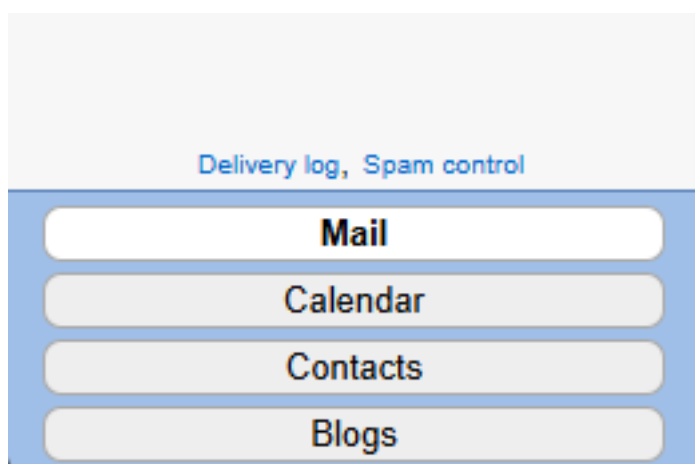 Delivery log, Spam control
Mail
Calendar
Contacts
Blogs